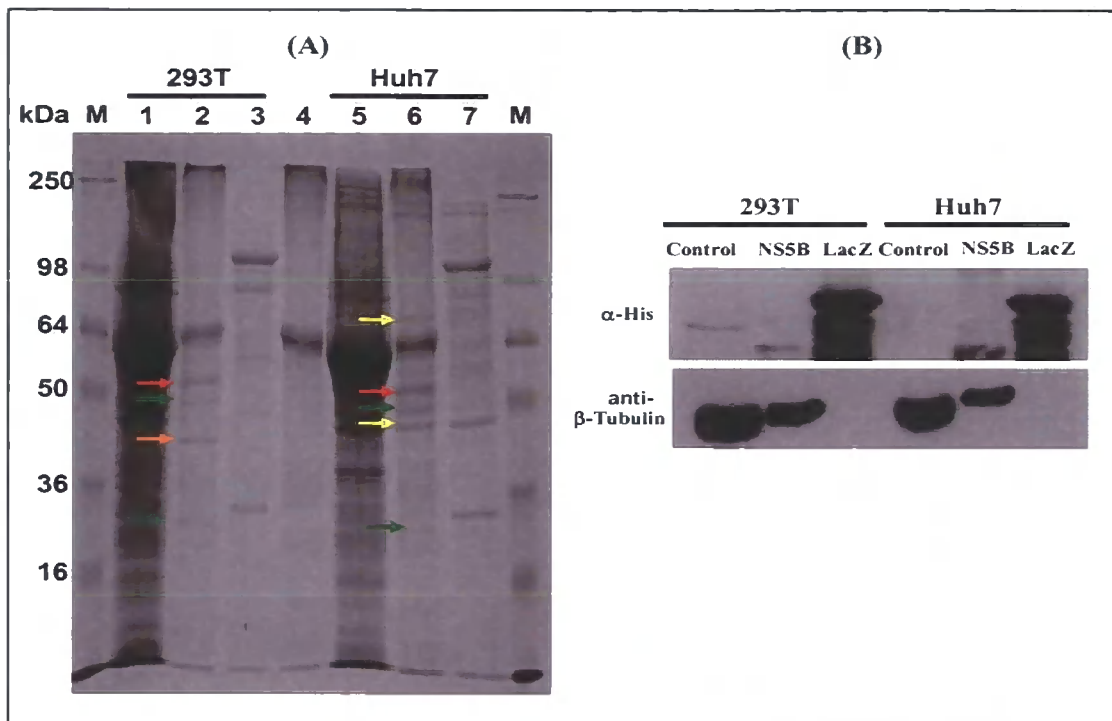 (A)
293T Huh7
kDa M 1 2 3 4 5 6 7 M
250
98
64
50
36
16
(B)
293T Huh7
Control NS5B LacZ Control NS5B LacZ
α-His
anti-
β-Tubulin